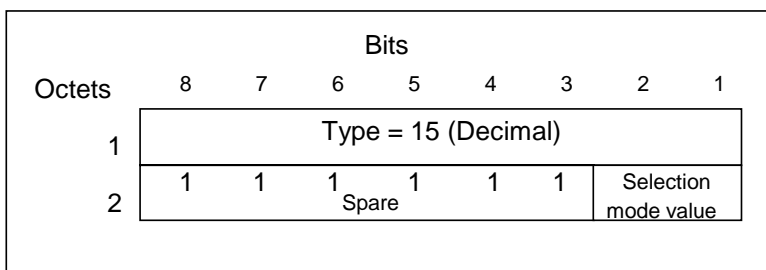 Bits
Octets 8 7 6 5 4 3 2 1
1 Type = 15 (Decimal)
2 1 1 1 1 1 1 Selection
Spare mode value